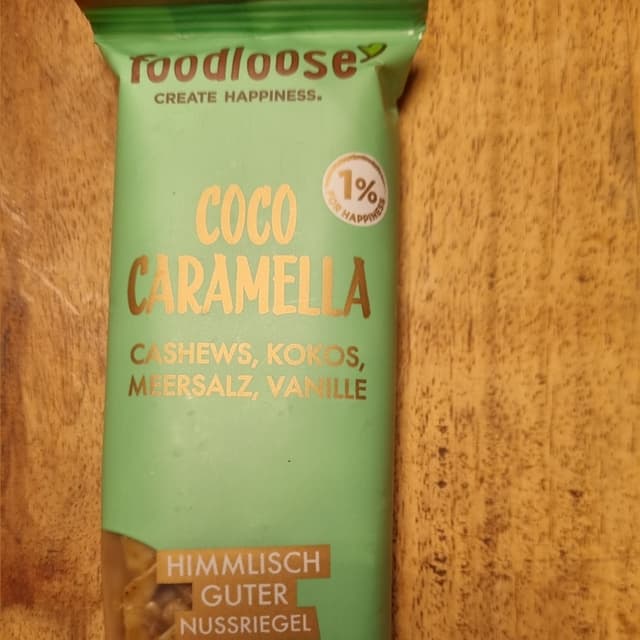 foodloose
CREATE HAPPINESS.
1%
FOR HAPPINESS
COCO
CARAMELLA
CASHEWS, KOKOS,
MEERSALZ, VANILLE
HIMMLISCH
GUTER
NUSSRIEGEL